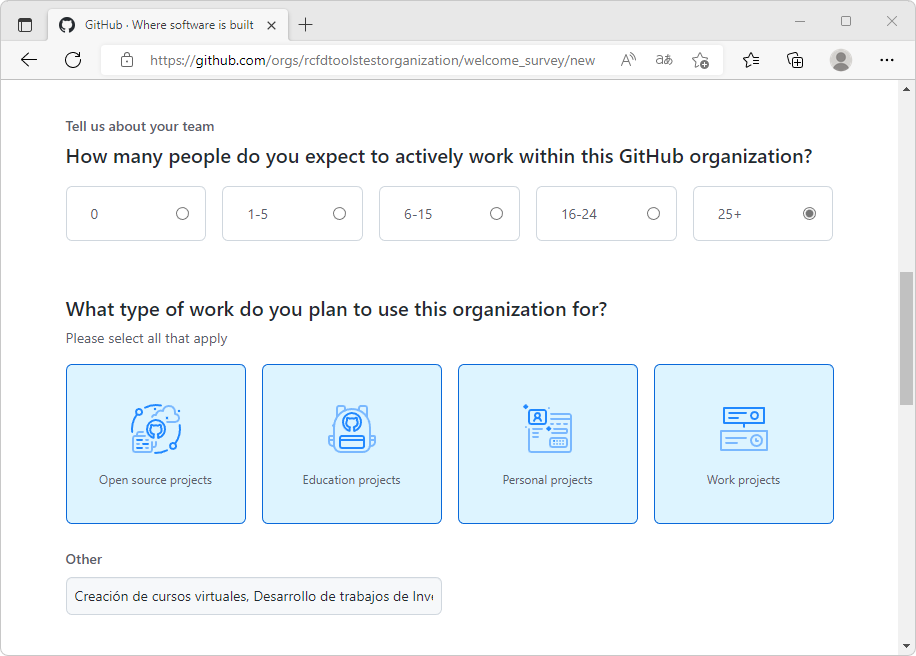 GitHub · Where software is built
https://github.com/orgs/rcfdtoolstestorganization/welcome_survey/new
Tell us about your team
How many people do you expect to actively work within this GitHub organization?
0 1-5 6-15 16-24 25+
What type of work do you plan to use this organization for?
Please select all that apply
Open source projects Education projects Personal projects Work projects
Other
Creación de cursos virtuales, Desarrollo de trabajos de Inve